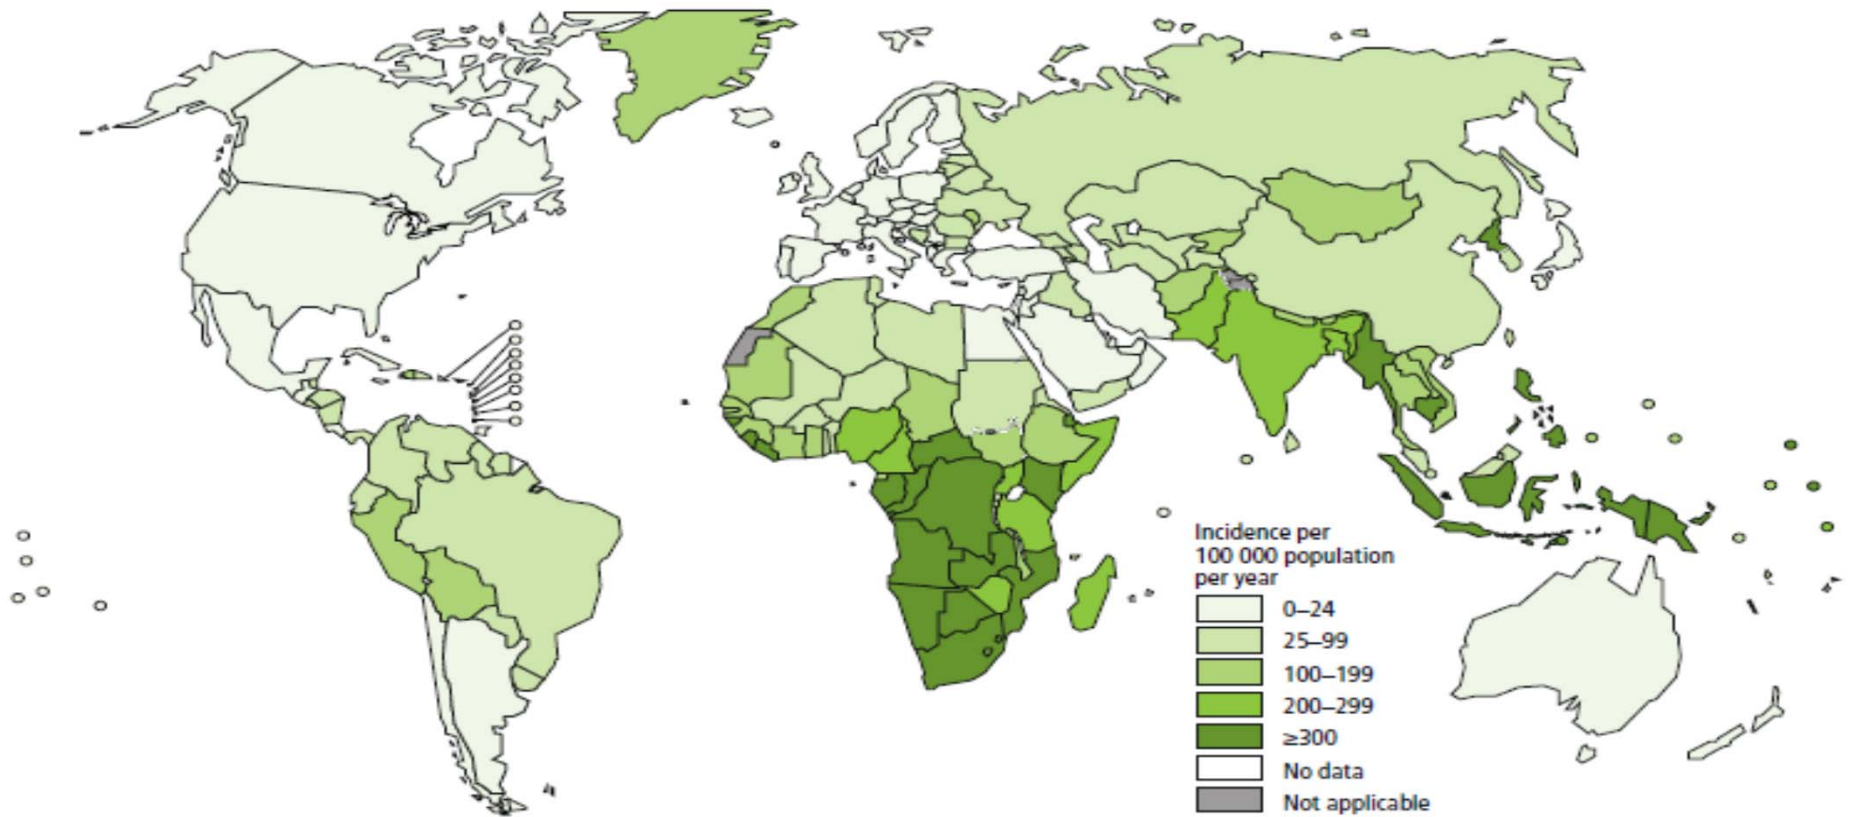 Incidence per
100 000 population
per year
0–24
25–99
100–199
200–299
≥300
No data
Not applicable